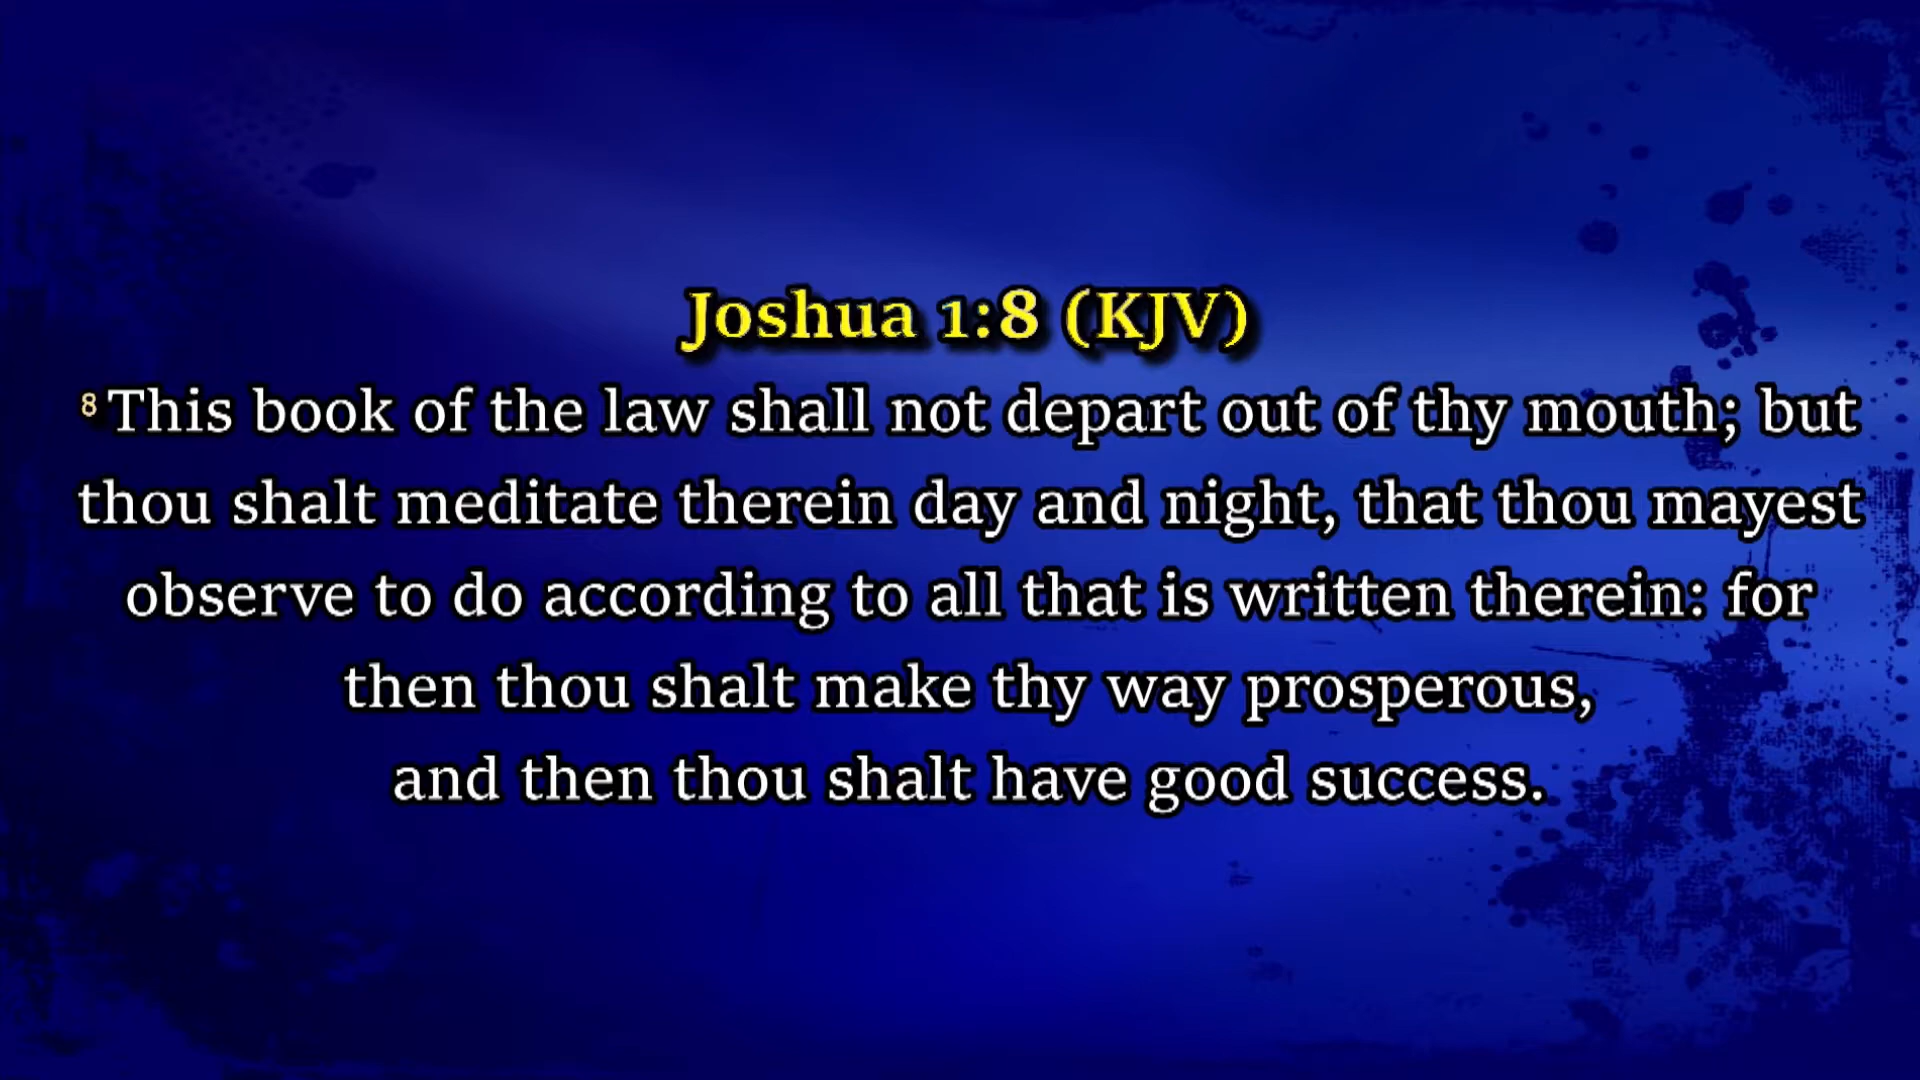 Joshua 1:8 (KJV)
8 This book of the law shall not depart out of thy mouth; but
thou shalt meditate therein day and night, that thou mayest
observe to do according to all that is written therein: for
then thou shalt make thy way prosperous,
and then thou shalt have good success.